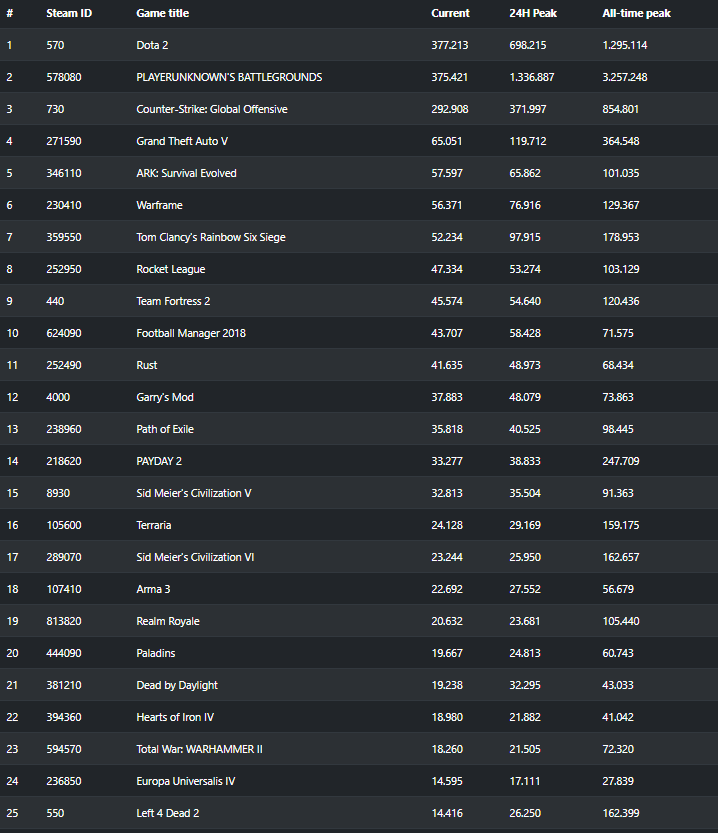 # Steam ID Game title Current 24H Peak All-time peak
1 570 Dota 2 377.213 698.215 1.295.114
2 578080 PLAYERUNKNOWN'S BATTLEGROUNDS 375.421 1.336.887 3.257.248
3 730 Counter-Strike: Global Offensive 292.908 371.997 854.801
4 271590 Grand Theft Auto V 65.051 119.712 364.548
5 346110 ARK: Survival Evolved 57.597 65.862 101.035
6 230410 Warframe 56.371 76.916 129.367
7 359550 Tom Clancy's Rainbow Six Siege 52.234 97.915 178.953
8 252950 Rocket League 47.334 53.274 103.129
9 440 Team Fortress 2 45.574 54.640 120.436
10 624090 Football Manager 2018 43.707 58.428 71.575
11 252490 Rust 41.635 48.973 68.434
12 4000 Garry's Mod 37.883 48.079 73.863
13 238960 Path of Exile 35.818 40.525 98.445
14 218620 PAYDAY 2 33.277 38.833 247.709
15 8930 Sid Meier's Civilization V 32.813 35.504 91.363
16 105600 Terraria 24.128 29.169 159.175
17 289070 Sid Meier's Civilization VI 23.244 25.950 162.657
18 107410 Arma 3 22.692 27.552 56.679
19 813820 Realm Royale 20.632 23.681 105.440
20 444090 Paladins 19.667 24.813 60.743
21 381210 Dead by Daylight 19.238 32.295 43.033
22 394360 Hearts of Iron IV 18.980 21.882 41.042
23 594570 Total War: WARHAMMER II 18.260 21.505 72.320
24 236850 Europa Universalis IV 14.595 17.111 27.839
25 550 Left 4 Dead 2 14.416 26.250 162.399